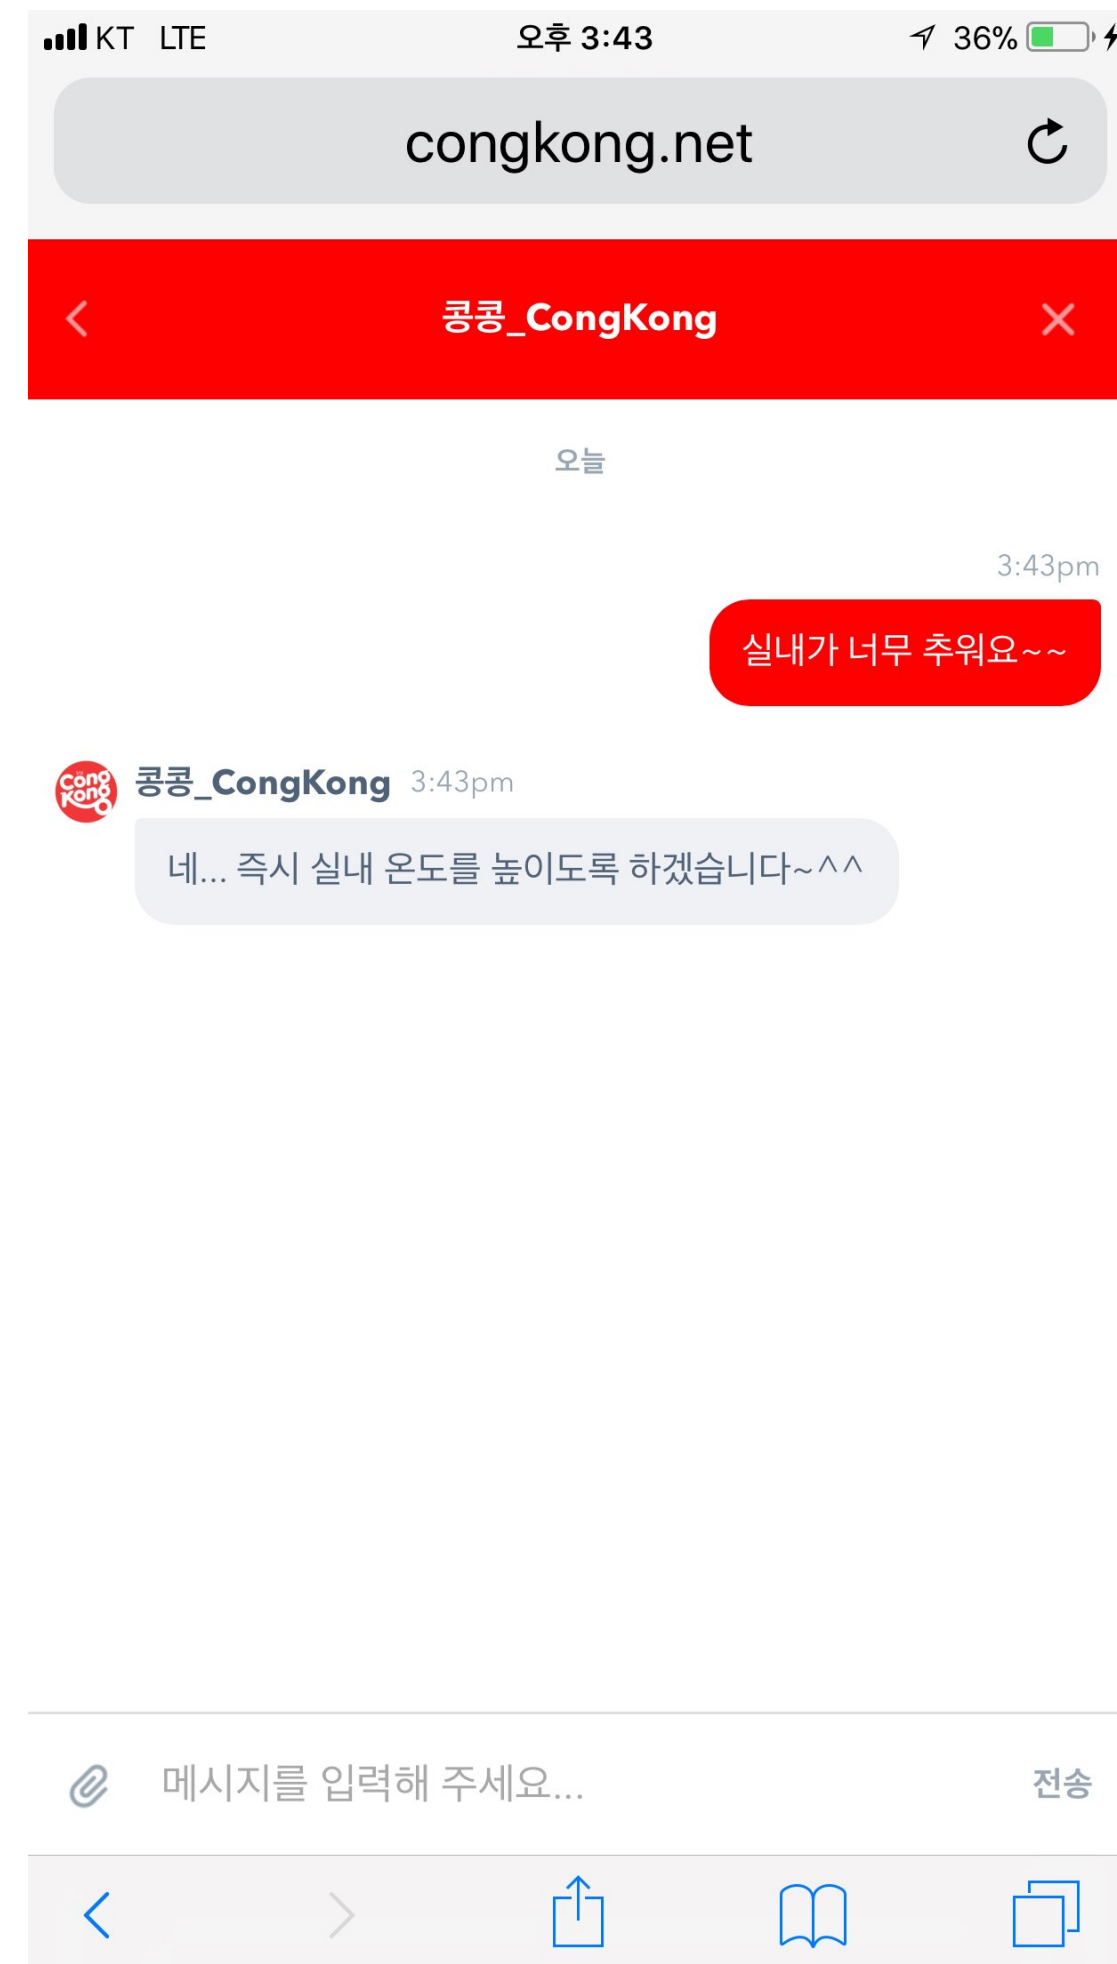 KT LTE 오후 3:43 36%
congkong.net
콩콩_CongKong
오늘
3:43pm
실내가 너무 추워요~~
Cong
Kong
콩콩_CongKong 3:43pm
네... 즉시 실내 온도를 높이도록 하겠습니다~^^
메시지를 입력해 주세요... 전송